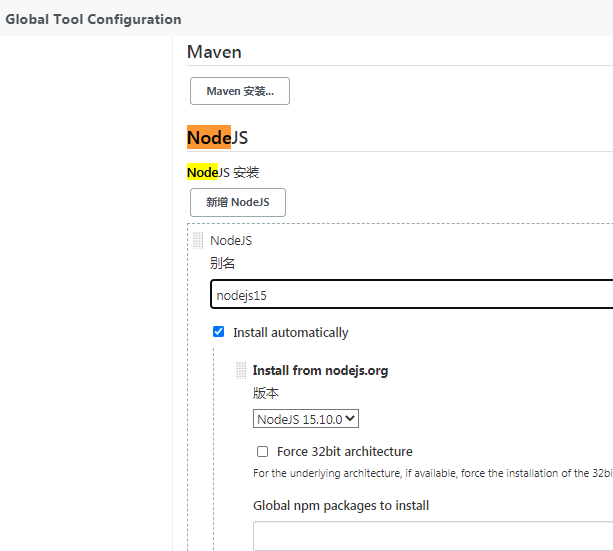 Global Tool Configuration
Maven
Maven 安装...
NodeJS
NodeJS 安装
新增 NodeJS
NodeJS
别名
nodejs15
Install automatically
Install from nodejs.org
版本
NodeJS 15.10.0
Force 32bit architecture
For the underlying architecture, if available, force the installation of the 32bi
Global npm packages to install